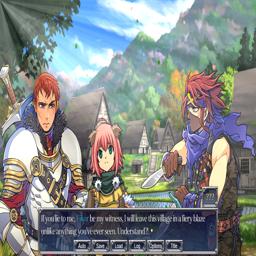 If you lie to me, be my witness, I will leave this village in a fiery blaze
unlike anything you've ever seen. Understand?
Auto Save Load Log Options Title